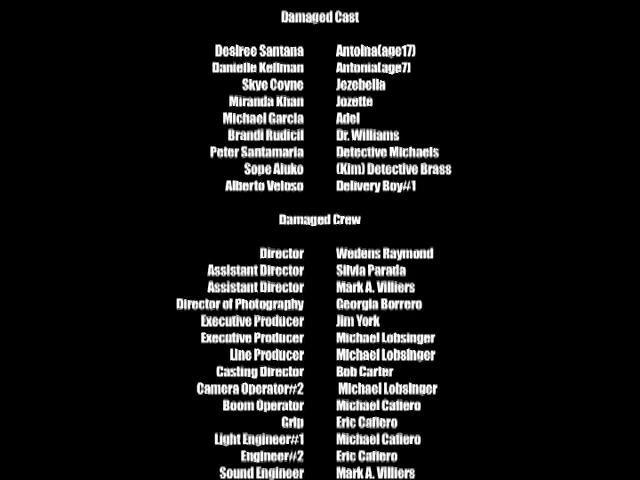 Damaged Cast
Desiree Santana Antoina(age17)
Danielle Kellman Antonia(age7)
Skye Coyne Jezebella
Miranda Khan Jozette
Michael Garcia Adel
Brandi Rudicil Dr. Williams
Peter Santamaria Detective Michaels
Sope Aluko (Kim) Detective Brass
Alberto Veloso Delivery Boy#1
Damaged Crew
Director Wedens Raymond
Assistant Director Silvia Parada
Assistant Director Mark A. Villiers
Director of Photography Georgia Borrero
Executive Producer Jim York
Executive Producer Michael Lobsinger
Line Producer Michael Lobsinger
Casting Director Bob Carter
Camera Operator#2 Michael Lobsinger
Boom Operator Michael Cafiero
Grip Eric Cafiero
Light Engineer#1 Michael Cafiero
Engineer#2 Eric Cafiero
Sound Engineer Mark A. Villiers